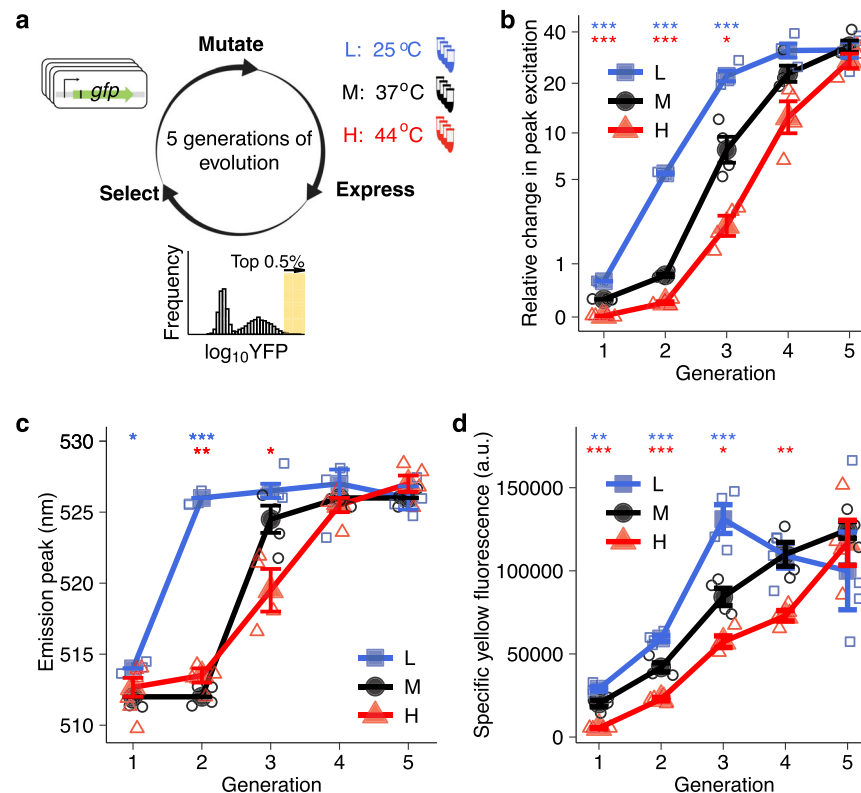 a
gfp
Mutate
L: 25 °C
M: 37°C
H: 44°C
5 generations of
evolution
Select
Express
Frequency
Top 0.5%
log10YFP
b
*** *** ***
*** *** *
Relative change in peak excitation
40
20
10
5
1
0
L
M
H
1 2 3 4 5
Generation
c
* ***
** *
Emission peak (nm)
530
525
520
515
510
L
M
H
1 2 3 4 5
Generation
d
** *** ***
*** *** * **
Specific yellow fluorescence (a.u.)
150000
100000
50000
0
L
M
H
1 2 3 4 5
Generation